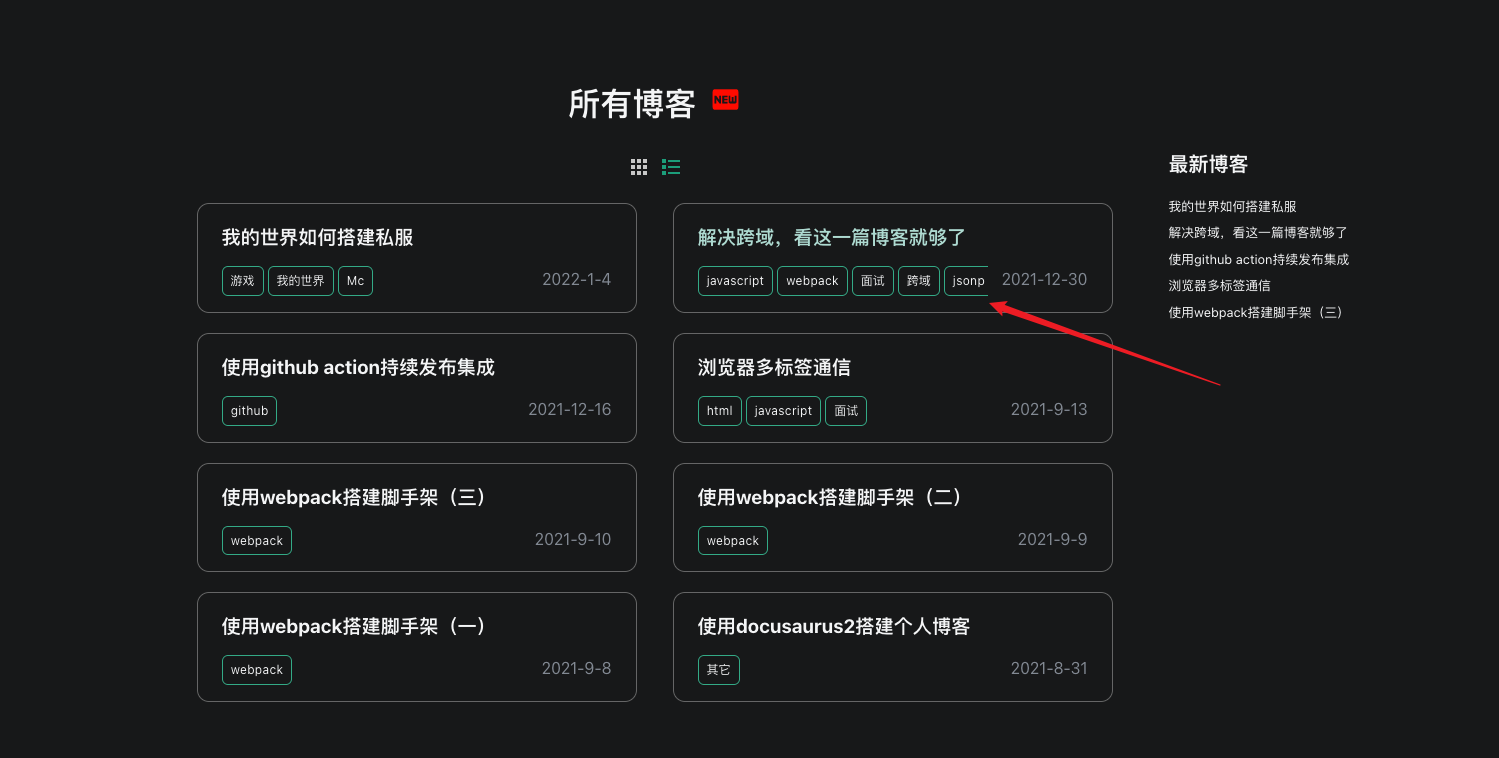 所有博客 NEW
最新博客
我的世界如何搭建私服
解决跨域，看这一篇博客就够了
使用github action持续发布集成
浏览器多标签通信
使用webpack搭建脚手架（三）
我的世界如何搭建私服
游戏 我的世界 Mc 2022-1-4
解决跨域，看这一篇博客就够了
javascript webpack 面试 跨域 jsonp 2021-12-30
使用github action持续发布集成
github 2021-12-16
浏览器多标签通信
html javascript 面试 2021-9-13
使用webpack搭建脚手架（三）
webpack 2021-9-10
使用webpack搭建脚手架（二）
webpack 2021-9-9
使用webpack搭建脚手架（一）
webpack 2021-9-8
使用docusaurus2搭建个人博客
其它 2021-8-31